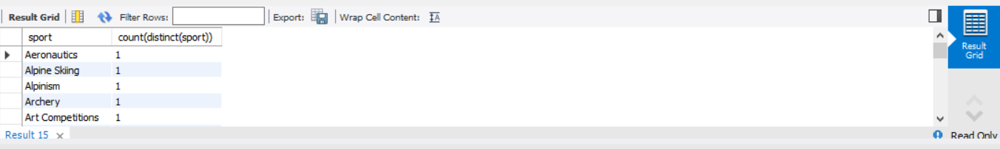 Result Grid Filter Rows: Export: Wrap Cell Content: IA
Result Grid
sport count(distinct(sport))
Aeronautics 1
Alpine Skiing 1
Alpinism 1
Archery 1
Art Competitions 1
Result 15 × Read Only